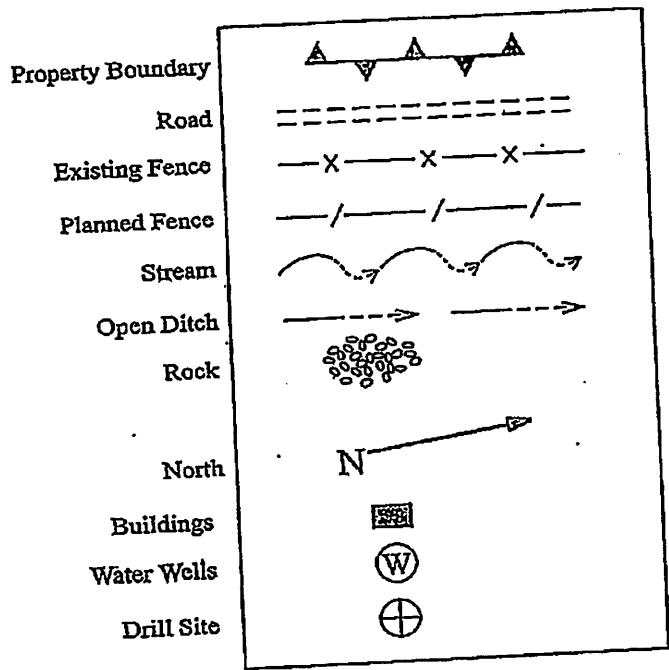 Property Boundary
Road
Existing Fence
Planned Fence
Stream
Open Ditch
Rock
North
N
Buildings
Water Wells
W
Drill Site